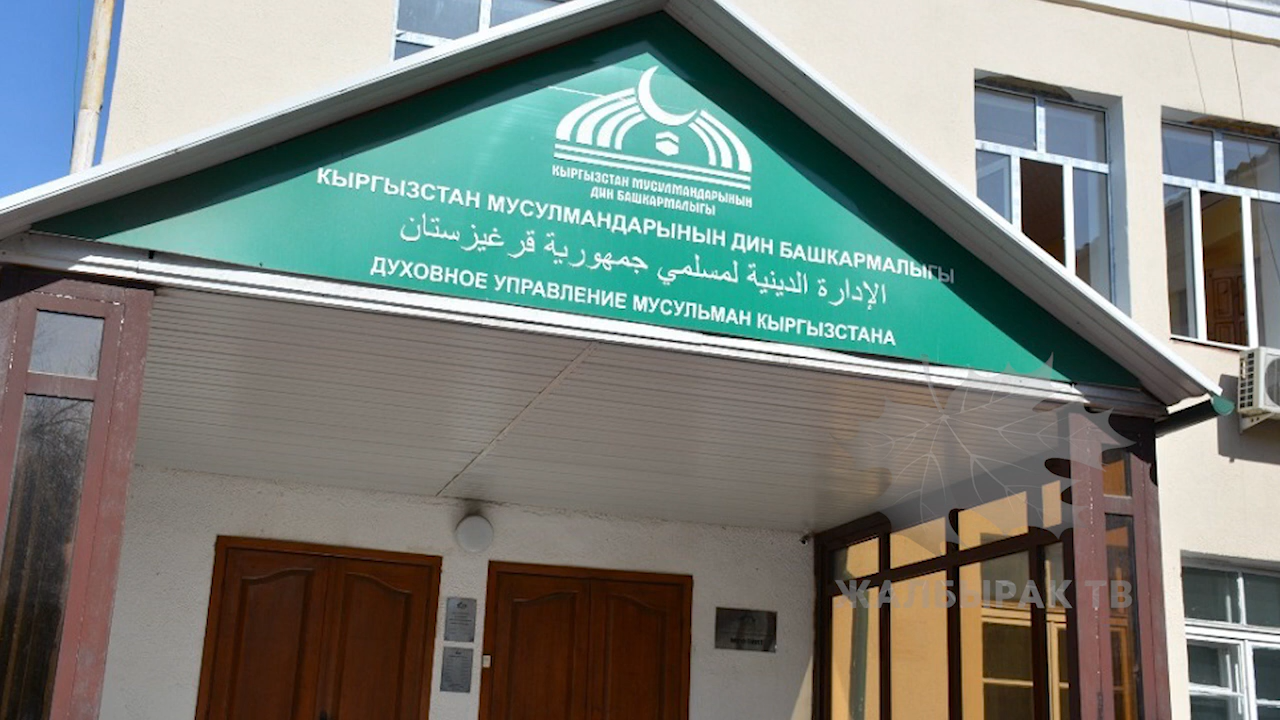 КЫРГЫЗСТАН МУСУЛМАНДАРЫНЫН
ДИН БАШКАРМАЛЫГЫ
КЫРГЫЗСТАН МУСУЛМАНДАРЫНЫН ДИН БАШКАРМАЛЫГЫ
الإدارة الدينية لمسلمي جمهورية قرغيزستان
ДУХОВНОЕ УПРАВЛЕНИЕ МУСУЛЬМАН КЫРГЫЗСТАНА
ЖАЛБЫРАК ТВ